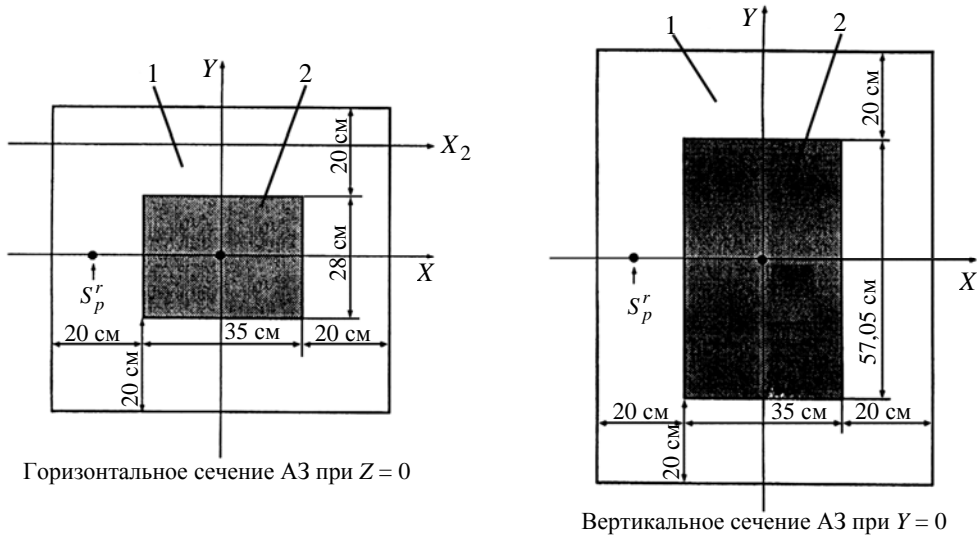 Y
1
2
X₂
20 см
X
28 см
Sᵣₚ
20 см
35 см
20 см
20 см
Горизонтальное сечение АЗ при Z = 0
Y
1
2
20 см
X
Sᵣₚ
57,05 см
20 см
35 см
20 см
20 см
Вертикальное сечение АЗ при Y = 0